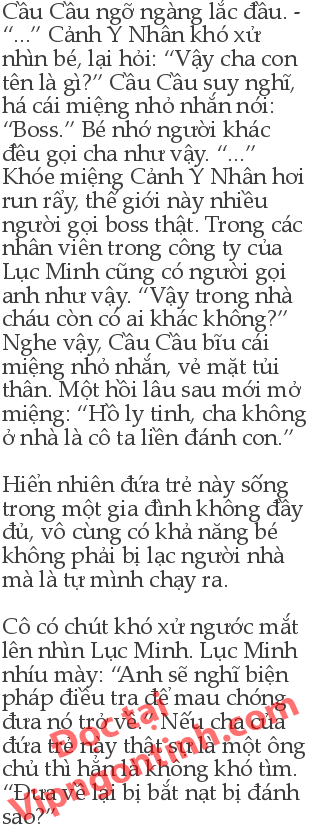 Cầu Cầu ngỡ ngàng lắc đầu. -
“...” Cảnh Y Nhân khó xử
nhìn bé, lại hỏi: “Vậy cha con
tên là gì?” Cầu Cầu suy nghĩ,
há cái miệng nhỏ nhắn nói:
“Boss.” Bé nhớ người khác
đều gọi cha như vậy. “...”
Khóe miệng Cảnh Y Nhân hơi
run rẩy, thế giới này nhiều
người gọi boss thật. Trong các
nhân viên trong công ty của
Lục Minh cũng có người gọi
anh như vậy. “Vậy trong nhà
cháu còn có ai khác không?”
Nghe vậy, Cầu Cầu bĩu cái
miệng nhỏ nhắn, vẻ mặt tủi
thân. Một hồi lâu sau mới mở
miệng: “Hồ ly tinh, cha không
ở nhà là cô ta liền đánh con.”

Hiển nhiên đứa trẻ này sống
trong một gia đình không đầy
đủ, vô cùng có khả năng bé
không phải bị lạc người nhà
mà là tự mình chạy ra.

Cô có chút khó xử ngước mắt
lên nhìn Lục Minh. Lục Minh
nhíu mày: “Anh sẽ nghĩ biện
pháp điều tra để mau chóng
đưa nó trở về.” Nếu cha của
đứa trẻ này thật sự là một ông
chủ thì hẳn là không khó tìm.
“Đưa về lại bị bắt nạt bị đánh
sao?”
Đọc tại
Vipngontinh.com